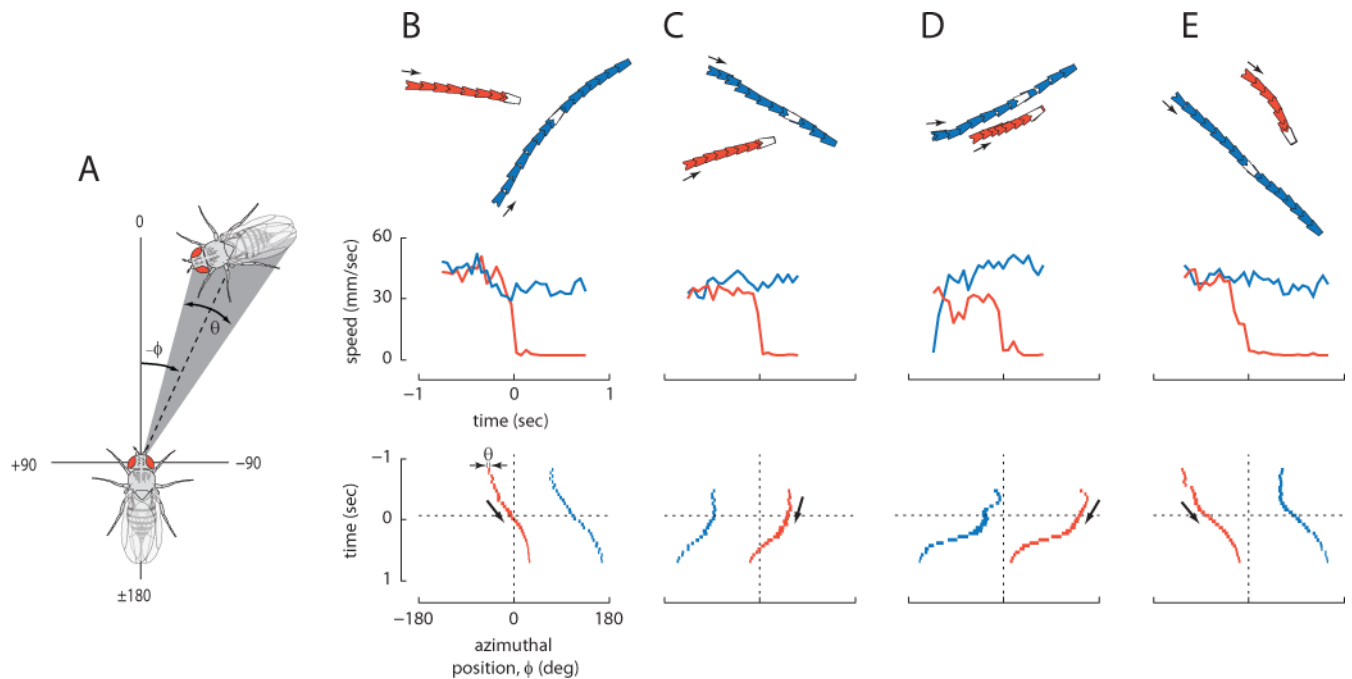 B
C
D
E
A
0
θ
−ϕ
+90
−90
±180
60
30
0
speed (mm/sec)
−1
0
1
time (sec)
θ
−1
0
1
time (sec)
−180
0
180
azimuthal
position, ϕ (deg)